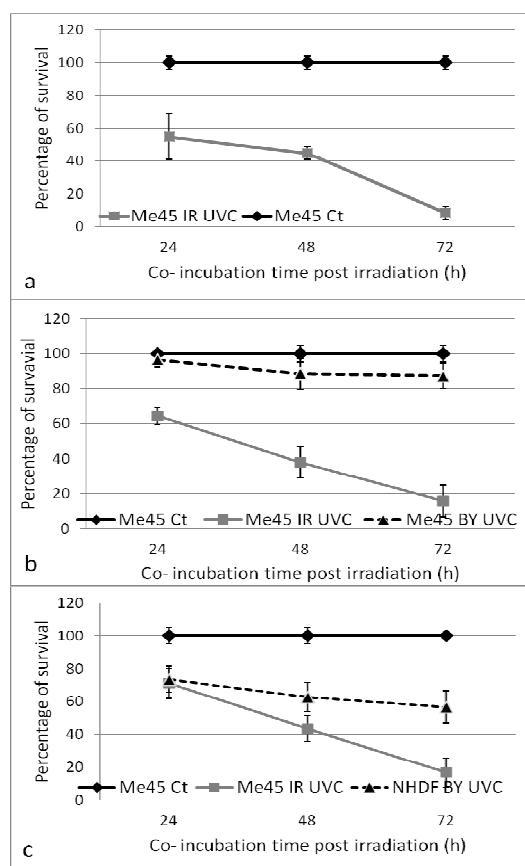 120
100
80
60
40
20
0
Percentage of survival
Me45 IR UVC Me45 Ct
24 48 72
Co- incubation time post irradiation (h)
a
120
100
80
60
40
20
0
Percentage of survavial
Me45 Ct Me45 IR UVC Me45 BY UVC
24 48 72
Co- incubation time post irradiation (h)
b
120
100
80
60
40
20
0
Percentage of survival
Me45 Ct Me45 IR UVC NHDF BY UVC
24 48 72
Co- incubation time post irradiation (h)
c